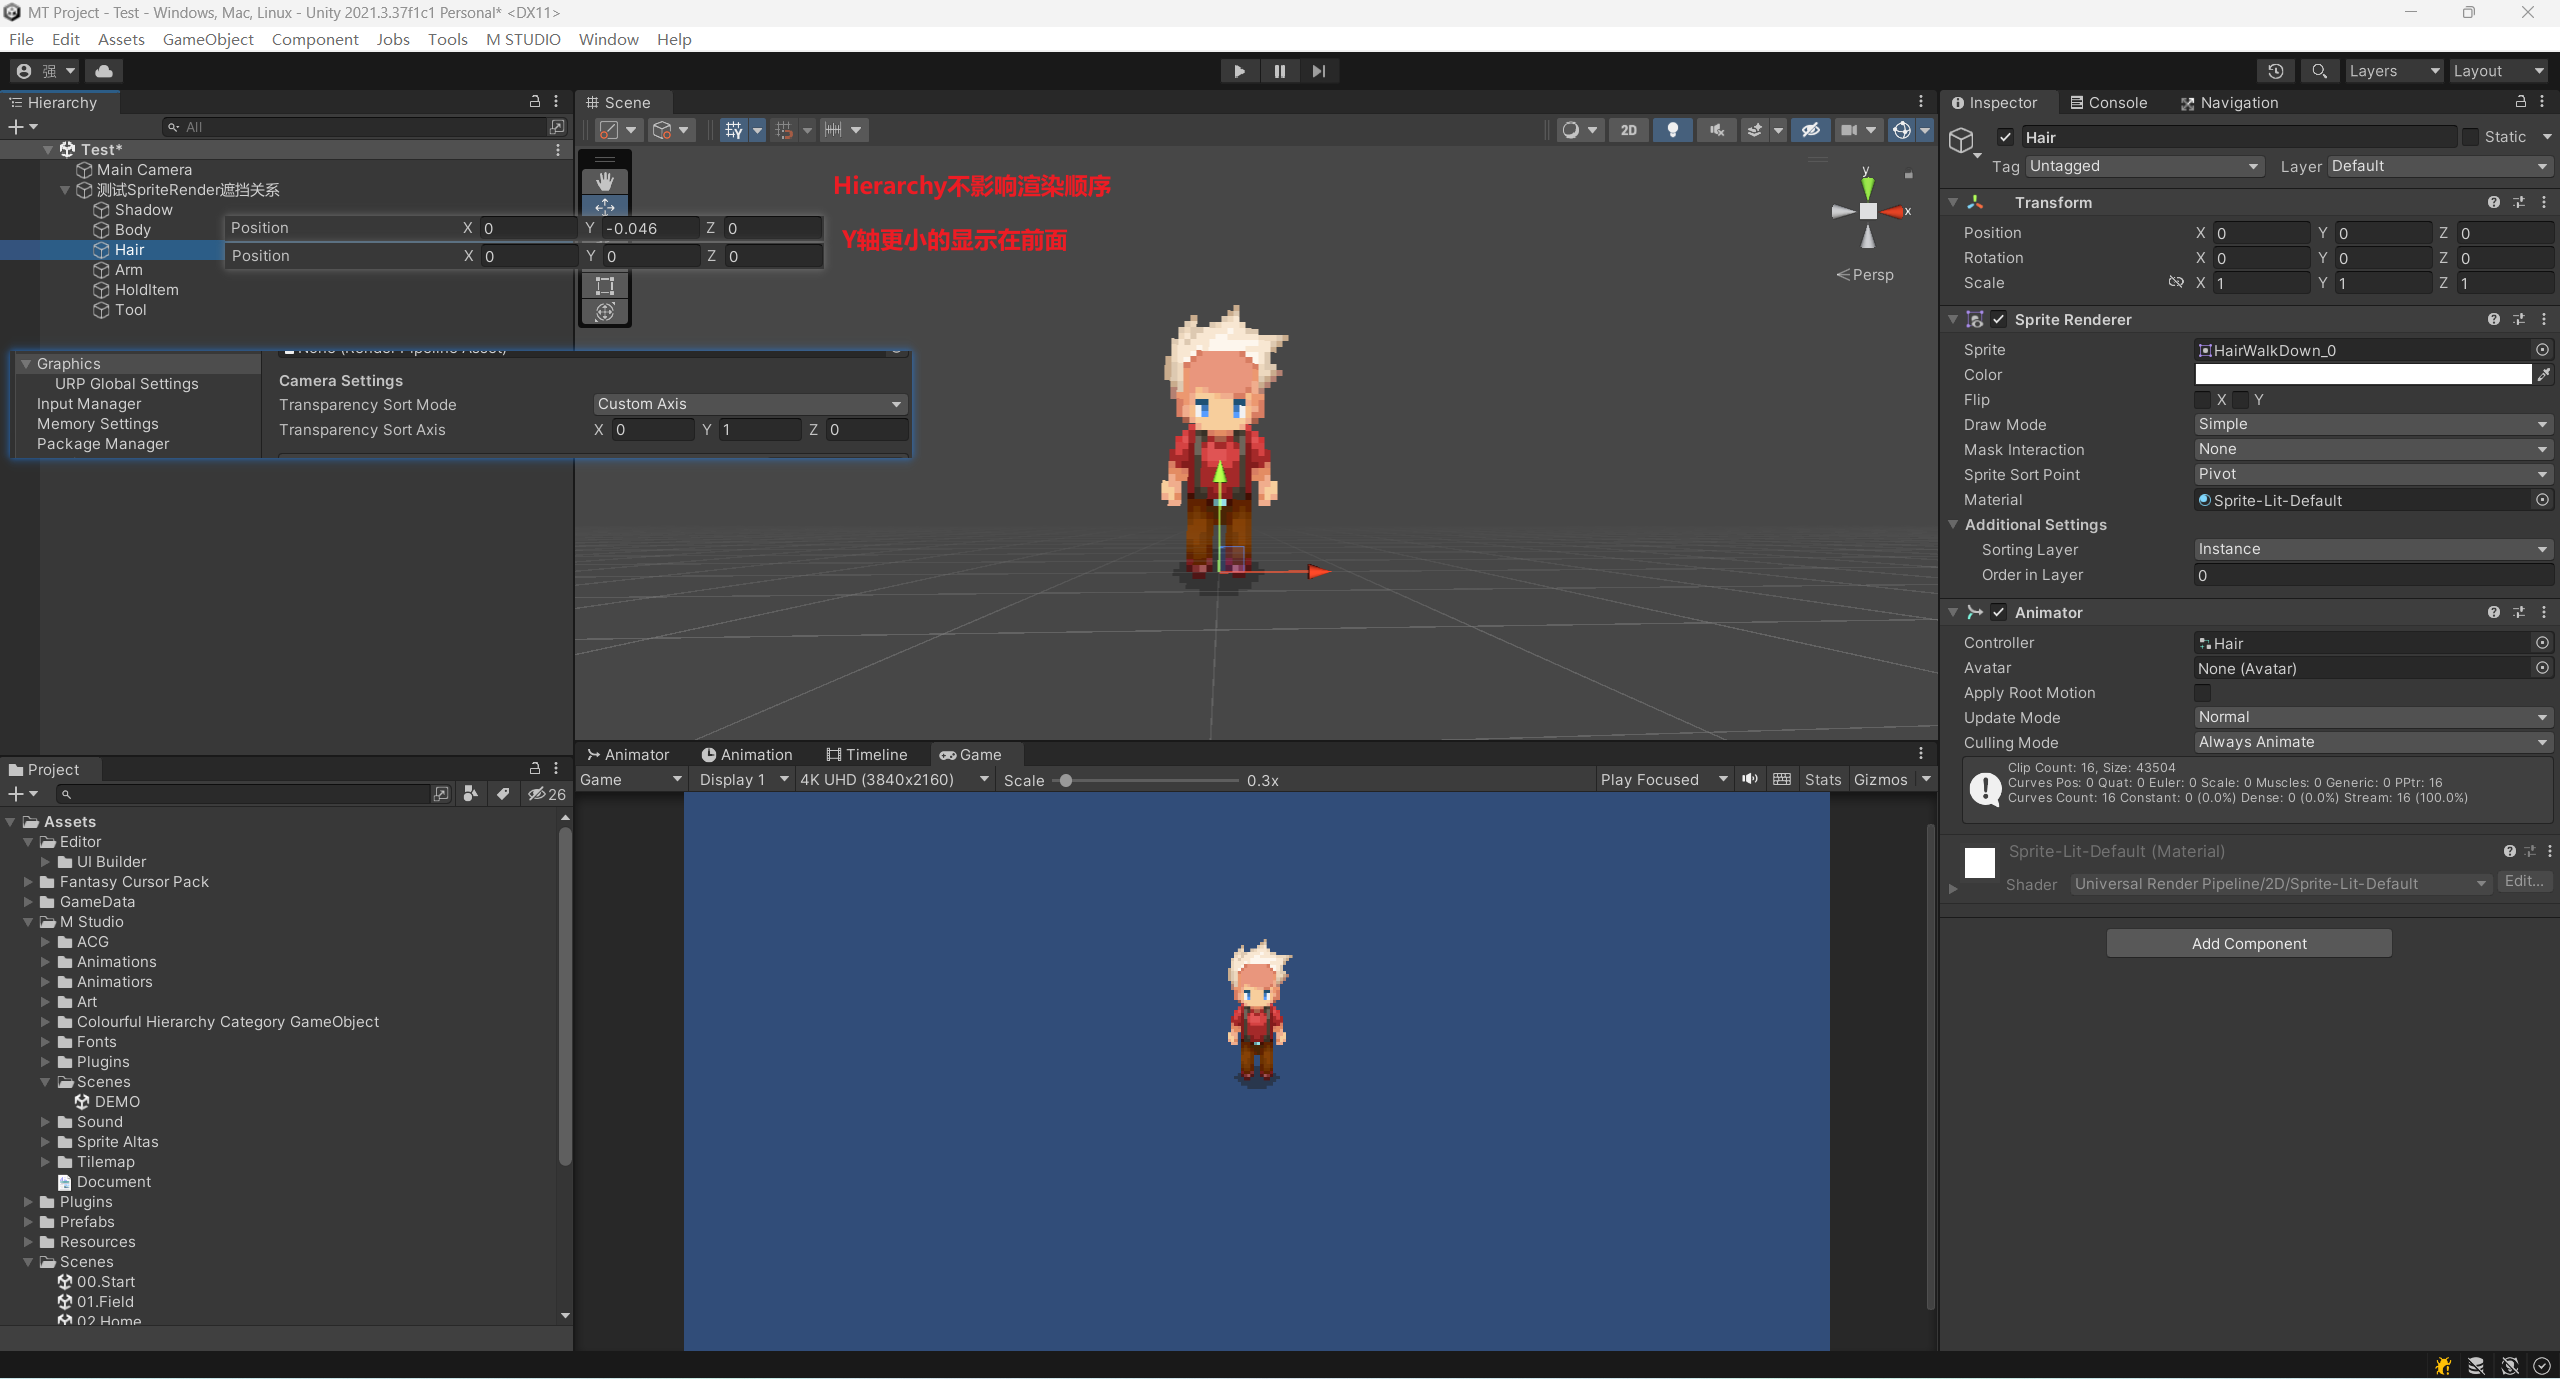 MT Project - Test - Windows, Mac, Linux - Unity 2021.3.37f1c1 Personal* <DX11>
File Edit Assets GameObject Component Jobs Tools M STUDIO Window Help
强 Layers Layout
Hierarchy
All
Test*
Main Camera
测试SpriteRender遮挡关系
Shadow
Body
Hair
Arm
HoldItem
Tool
Position X 0 Y -0.046 Z 0
Position X 0 Y 0 Z 0
Graphics
URP Global Settings
Input Manager
Memory Settings
Package Manager
None (Render Pipeline Asset)
Camera Settings
Transparency Sort Mode Custom Axis
Transparency Sort Axis X 0 Y 1 Z 0
Scene
2D
Hierarchy不影响渲染顺序
Y轴更小的显示在前面
y
x
Persp
Animator Animation Timeline Game
Game Display 1 4K UHD (3840x2160) Scale 0.3x Play Focused Stats Gizmos
Project
26
Assets
Editor
UI Builder
Fantasy Cursor Pack
GameData
M Studio
ACG
Animations
Animatiors
Art
Colourful Hierarchy Category GameObject
Fonts
Plugins
Scenes
DEMO
Sound
Sprite Altas
Tilemap
Document
Plugins
Prefabs
Resources
Scenes
00.Start
01.Field
02.Home
Inspector Console Navigation
Hair Static
Tag Untagged Layer Default
Transform
Position X 0 Y 0 Z 0
Rotation X 0 Y 0 Z 0
Scale X 1 Y 1 Z 1
Sprite Renderer
Sprite HairWalkDown_0
Color
Flip X Y
Draw Mode Simple
Mask Interaction None
Sprite Sort Point Pivot
Material Sprite-Lit-Default
Additional Settings
Sorting Layer Instance
Order in Layer 0
Animator
Controller Hair
Avatar None (Avatar)
Apply Root Motion
Update Mode Normal
Culling Mode Always Animate
Clip Count: 16, Size: 43504
Curves Pos: 0 Quat: 0 Euler: 0 Scale: 0 Muscles: 0 Generic: 0 PPtr: 16
Curves Count: 16 Constant: 0 (0.0%) Dense: 0 (0.0%) Stream: 16 (100.0%)
Sprite-Lit-Default (Material)
Shader Universal Render Pipeline/2D/Sprite-Lit-Default Edit...
Add Component